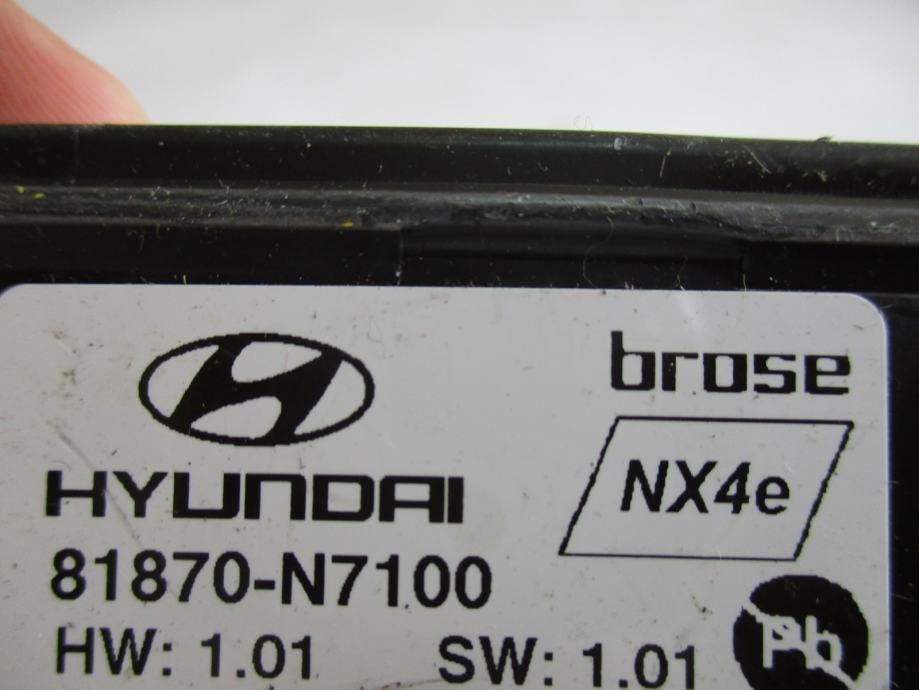 brose
HYUNDAI
NX4e
81870-N7100
HW: 1.01 SW: 1.01
Pb